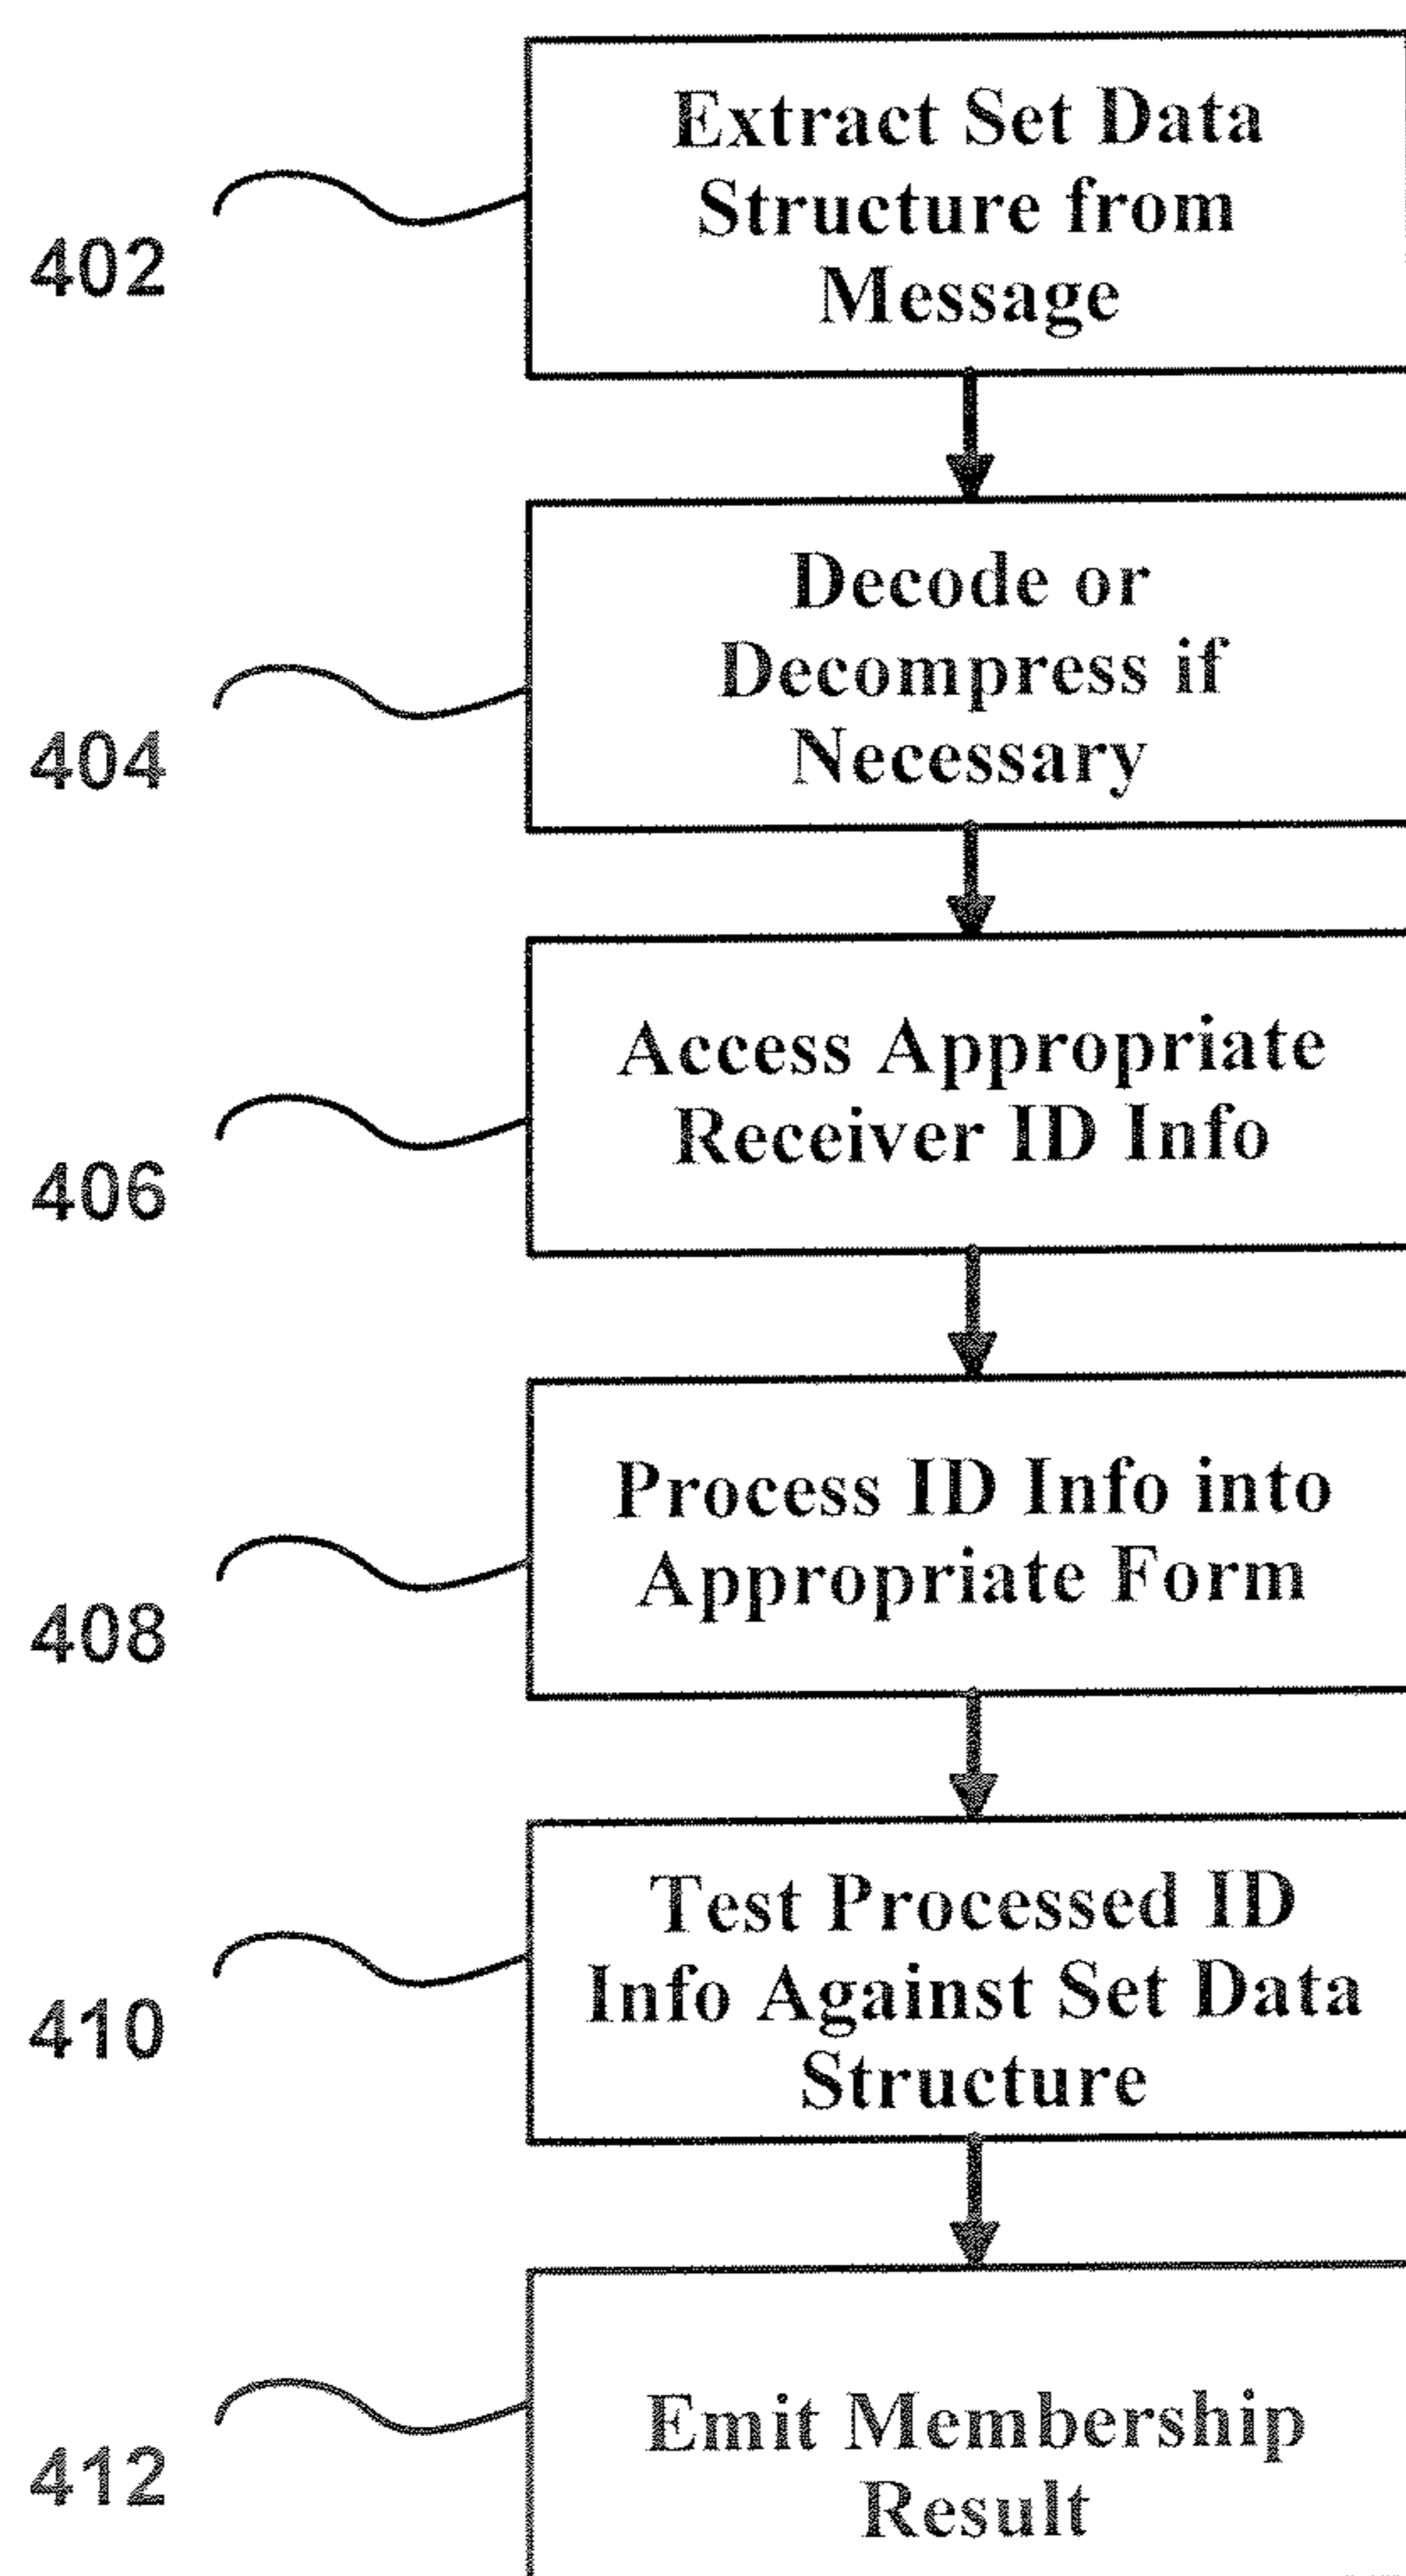 Extract Set Data
Structure from
Message
402
Decode or
Decompress if
Necessary
404
Access Appropriate
Receiver ID Info
406
Process ID Info into
Appropriate Form
408
Test Processed ID
Info Against Set Data
Structure
410
Emit Membership
Result
412